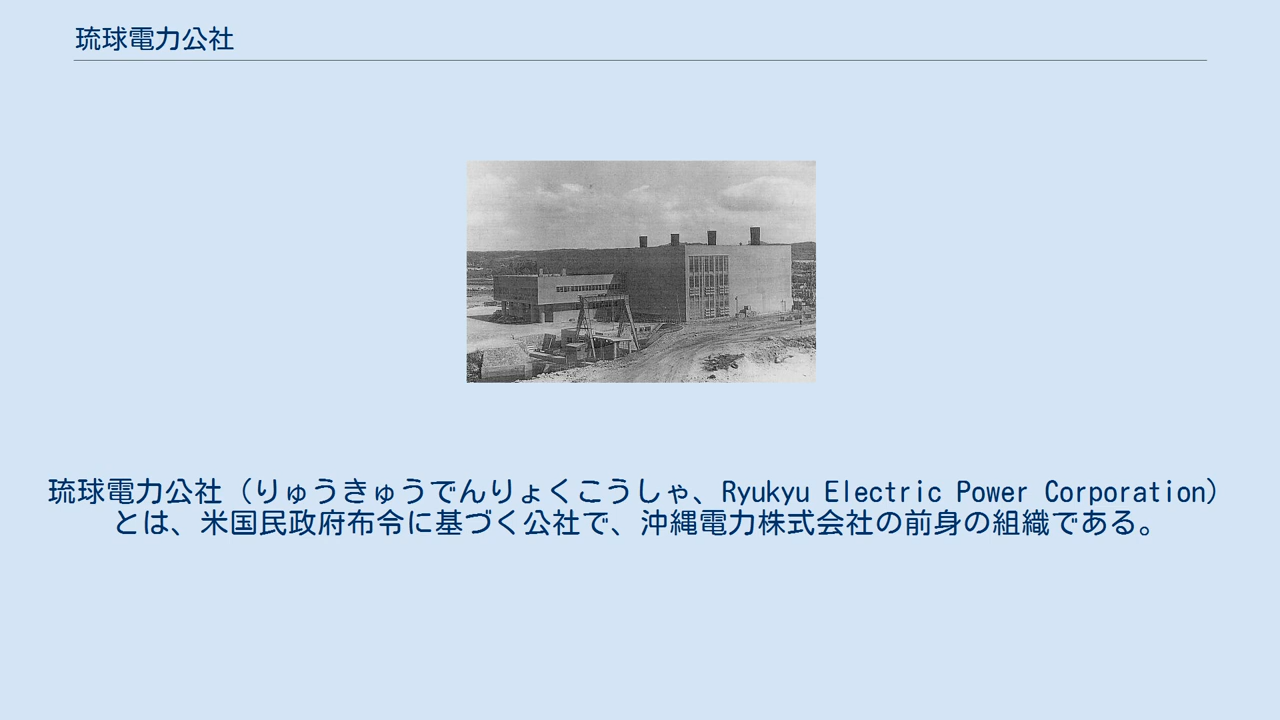 琉球電力公社
琉球電力公社（りゅうきゅうでんりょくこうしゃ、Ryukyu Electric Power Corporation）
とは、米国民政府布令に基づく公社で、沖縄電力株式会社の前身の組織である。